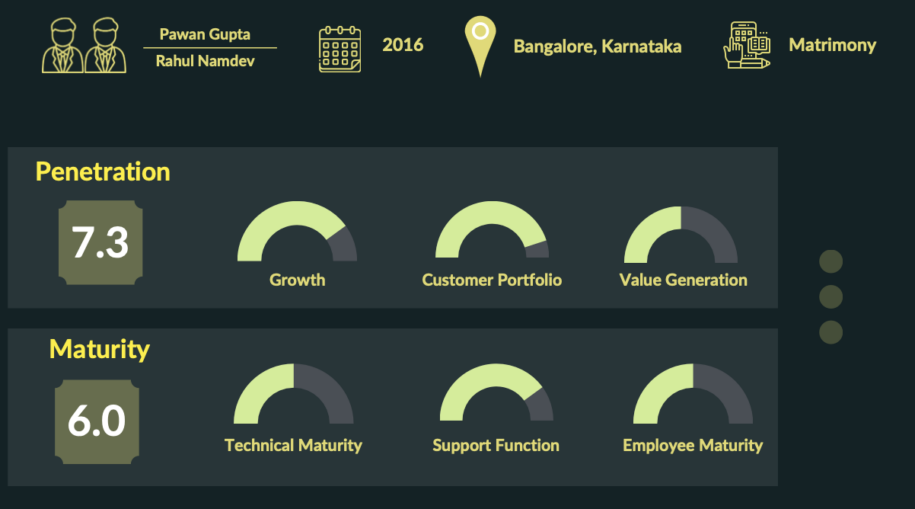 Pawan Gupta
Rahul Namdev
2016
Bangalore, Karnataka
Matrimony
Penetration
7.3
Growth
Customer Portfolio
Value Generation
Maturity
6.0
Technical Maturity
Support Function
Employee Maturity